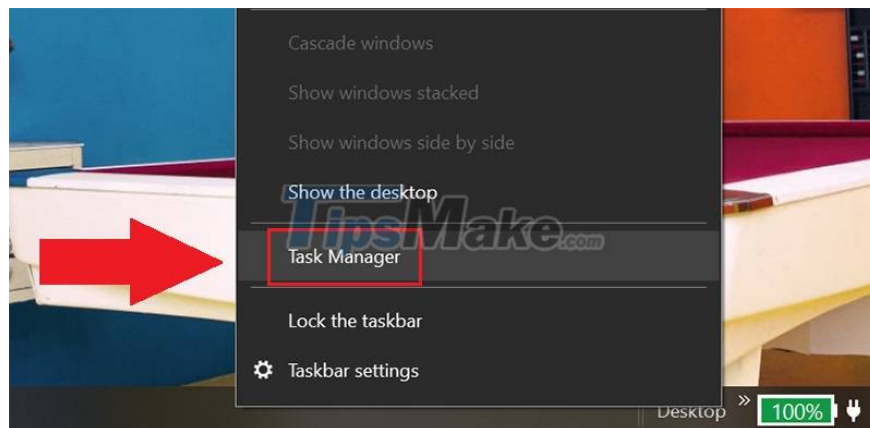 Cascade windows
Show windows stacked
Show windows side by side
Show the desktop
TipsMake.com
Task Manager
Lock the taskbar
Taskbar settings
Desktop » 100%